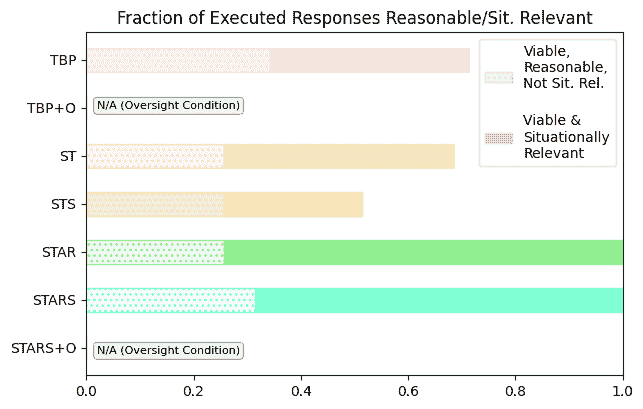 Fraction of Executed Responses Reasonable/Sit. Relevant
TBP
TBP+O
ST
STS
STAR
STARS
STARS+O
N/A (Oversight Condition)
N/A (Oversight Condition)
Viable,
Reasonable,
Not Sit. Rel.
Viable &
Situationally
Relevant
0.0 0.2 0.4 0.6 0.8 1.0